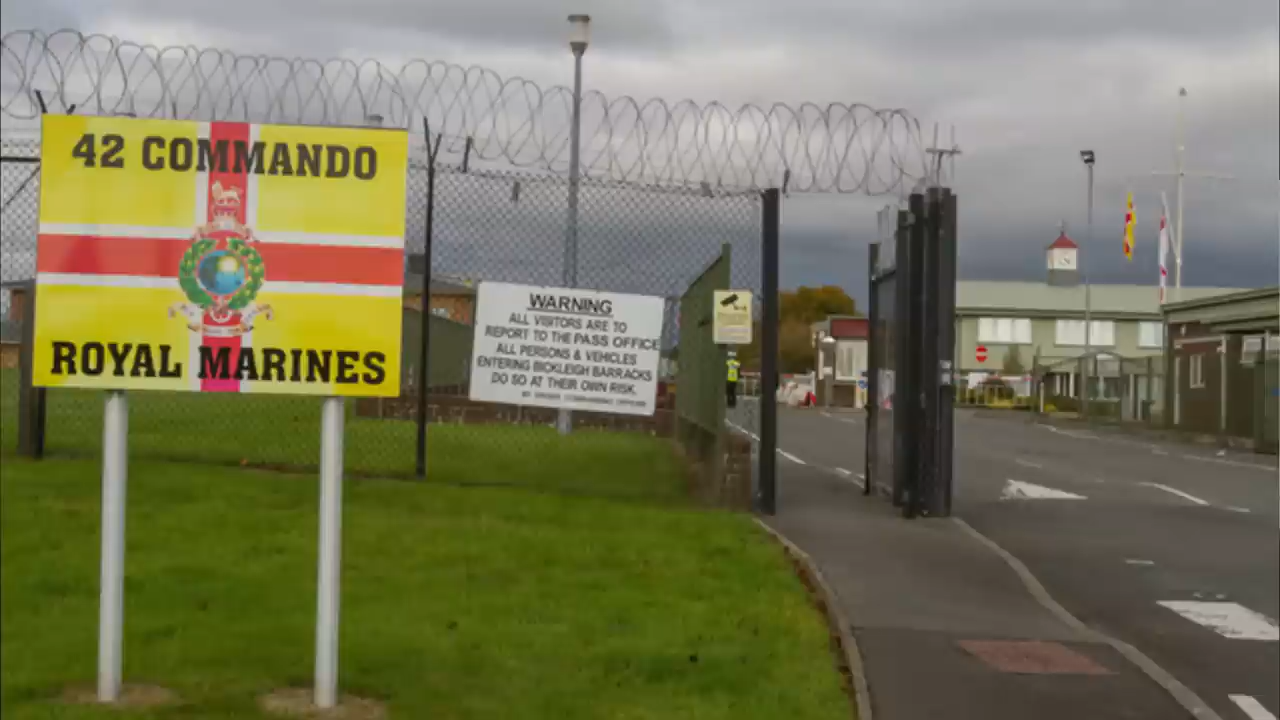 42 COMMANDO
ROYAL MARINES
WARNING
ALL VISITORS ARE TO
REPORT TO THE PASS OFFICE
ALL PERSONS & VEHICLES
ENTERING BICKLEIGH BARRACKS
DO SO AT THEIR OWN RISK.